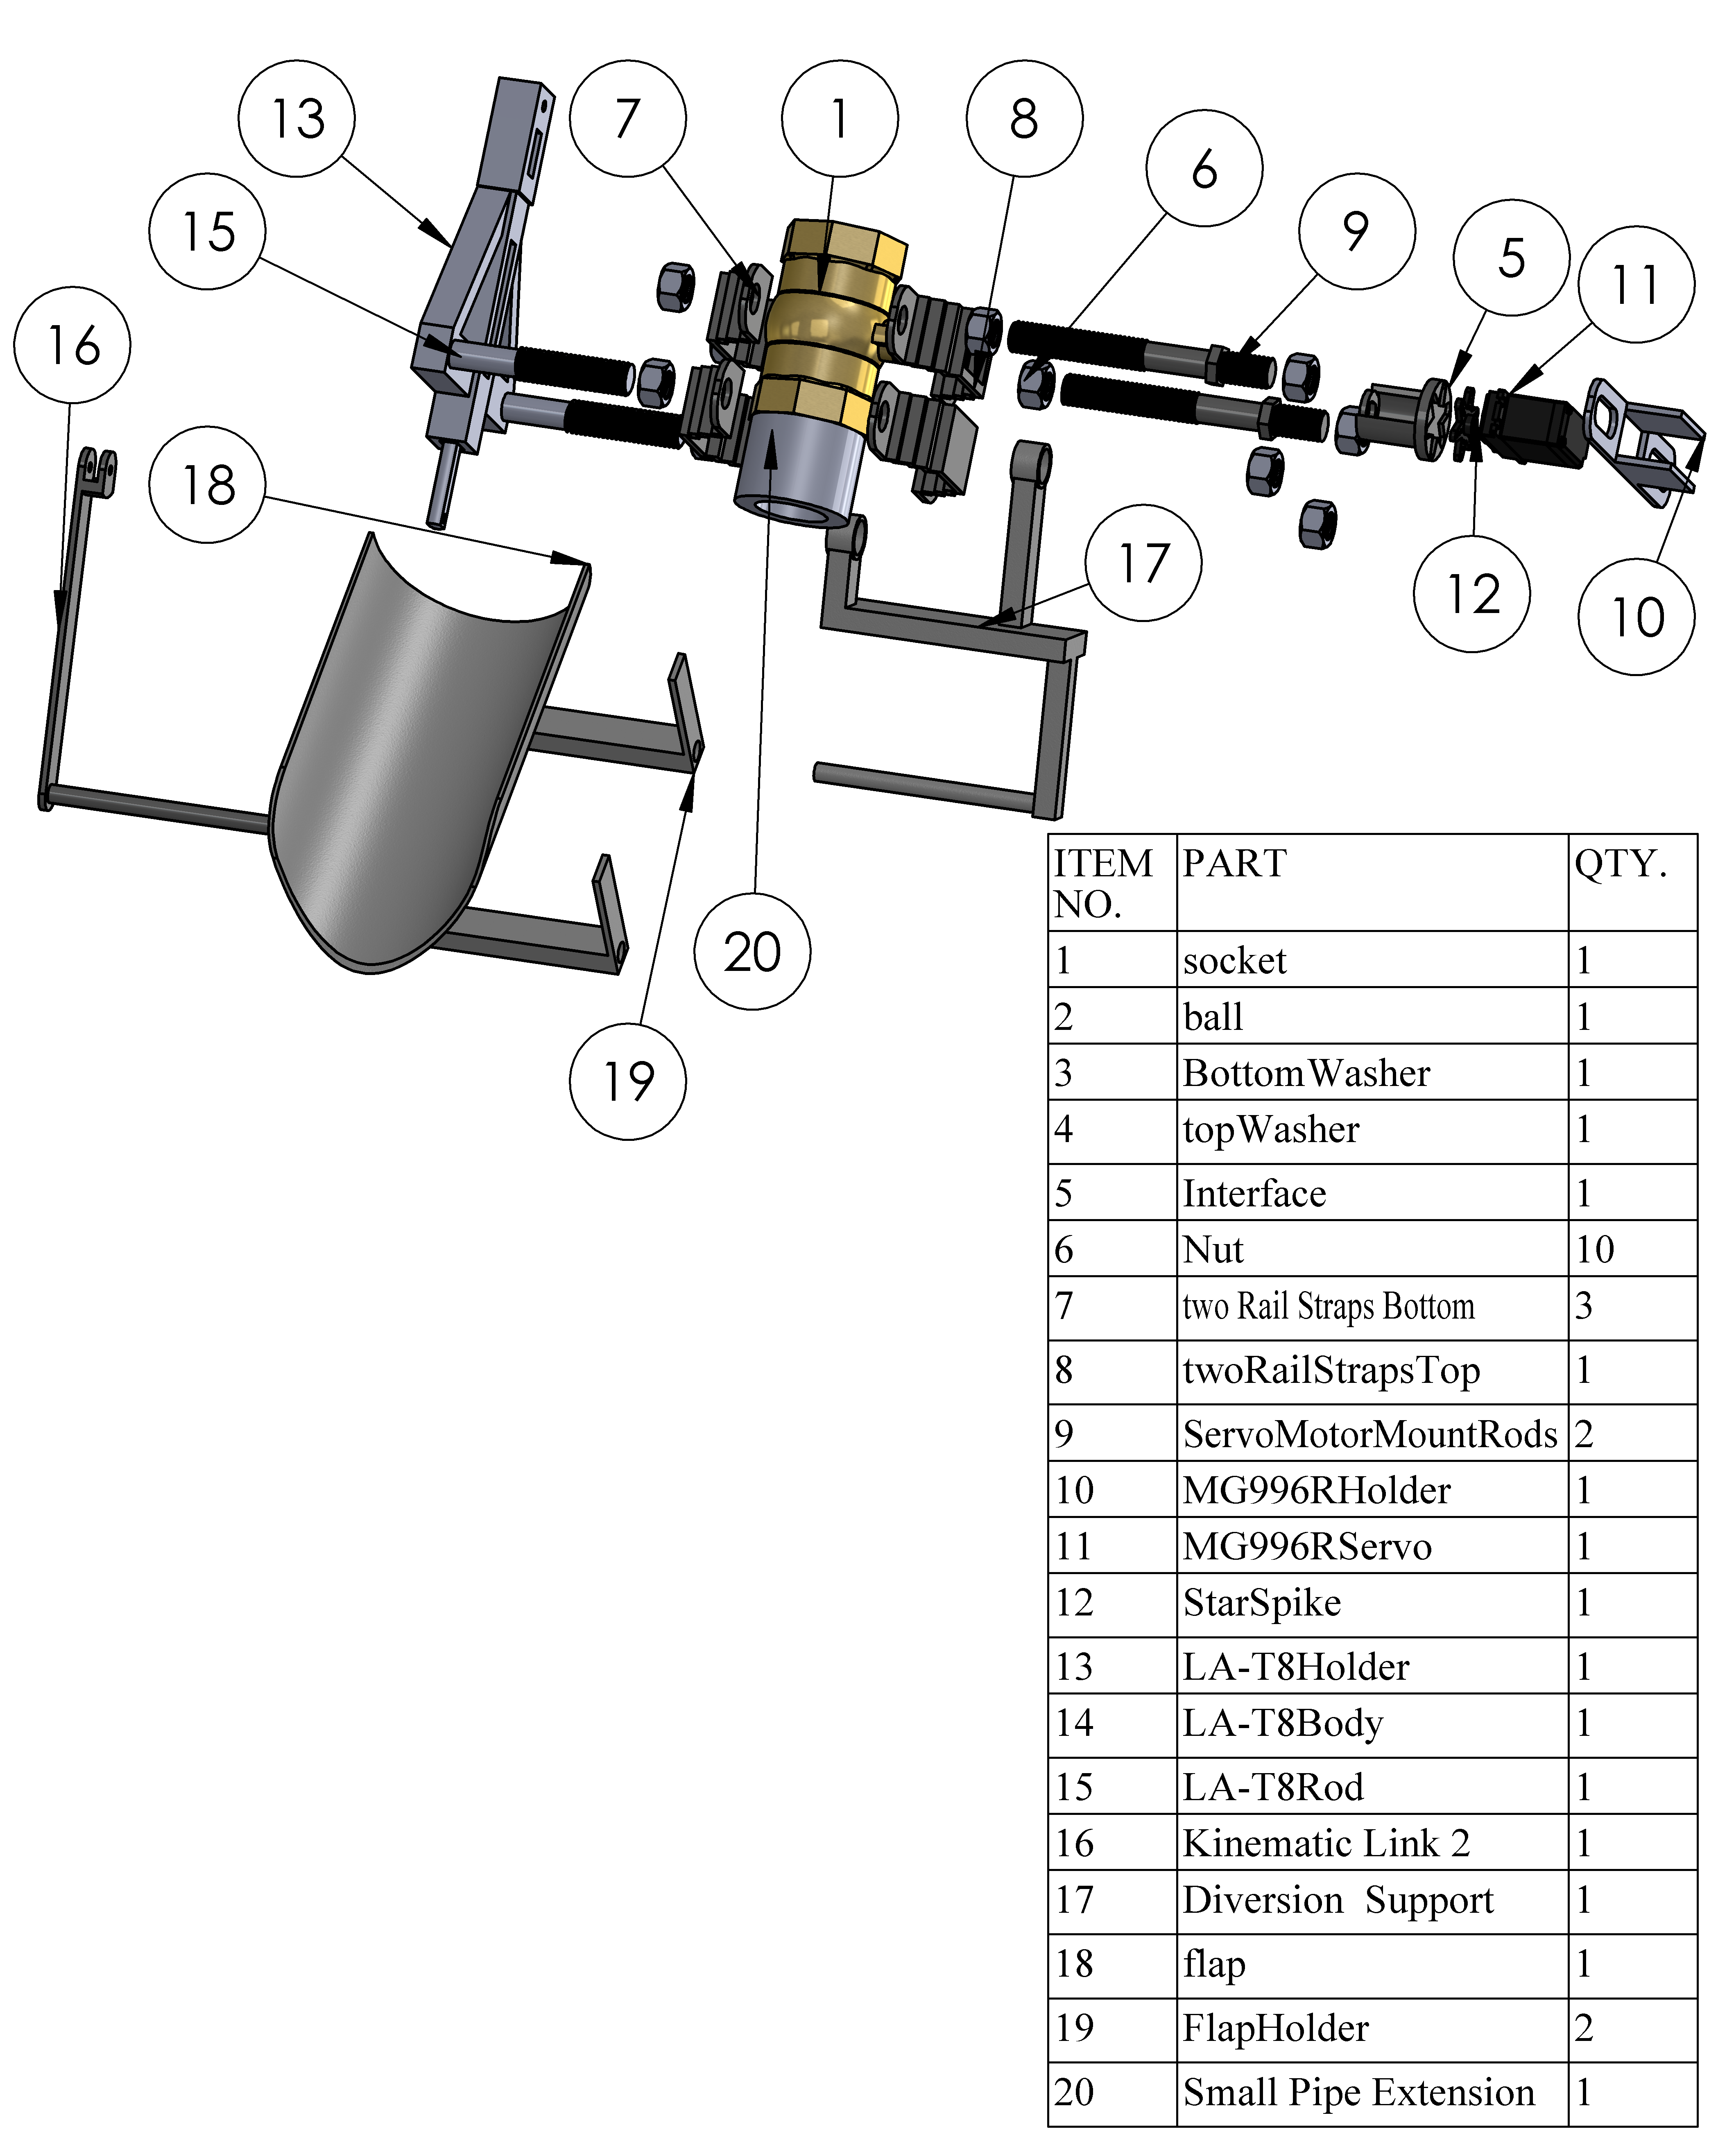 13
7
1
8
6
9
5
11
15
16
18
17
12
10
20
19
ITEM NO. PART QTY.
1 socket 1
2 ball 1
3 BottomWasher 1
4 topWasher 1
5 Interface 1
6 Nut 10
7 two Rail Straps Bottom 3
8 twoRailStrapsTop 1
9 ServoMotorMountRods 2
10 MG996RHolder 1
11 MG996RServo 1
12 StarSpike 1
13 LA-T8Holder 1
14 LA-T8Body 1
15 LA-T8Rod 1
16 Kinematic Link 2 1
17 Diversion Support 1
18 flap 1
19 FlapHolder 2
20 Small Pipe Extension 1